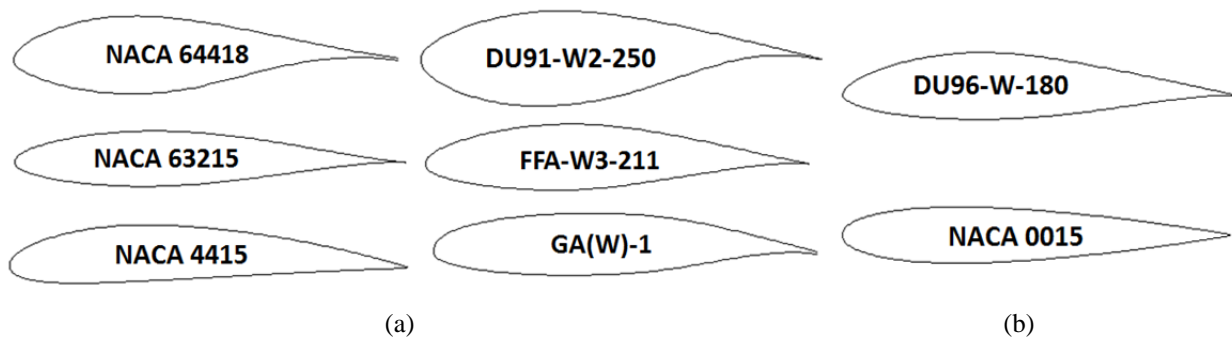 NACA 64418
DU91-W2-250
DU96-W-180
NACA 63215
FFA-W3-211
NACA 4415
GA(W)-1
NACA 0015
(a)
(b)